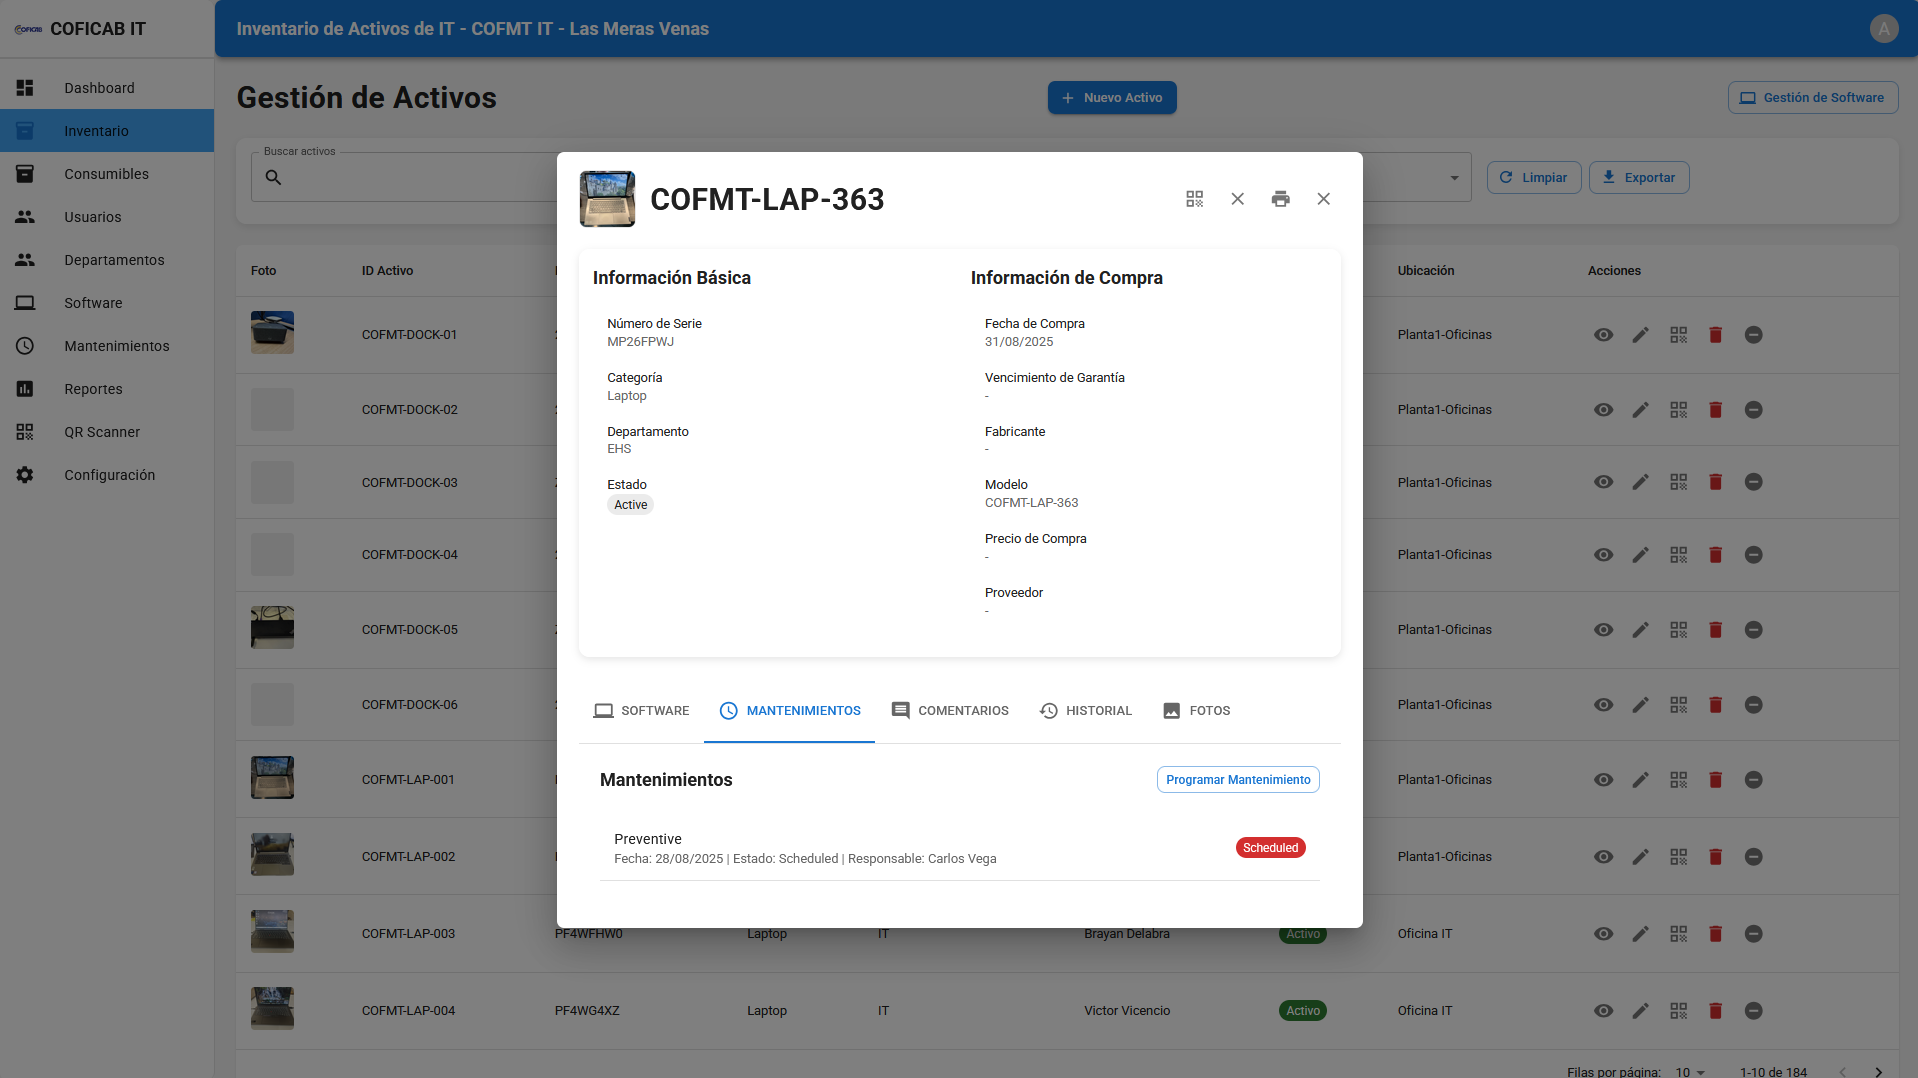 COFICAB
COFICAB IT
Inventario de Activos de IT - COFMT IT - Las Meras Venas
A
Dashboard
Inventario
Consumibles
Usuarios
Departamentos
Software
Mantenimientos
Reportes
QR Scanner
Configuración
Gestión de Activos
Nuevo Activo
Gestión de Software
Buscar activos
Limpiar
Exportar
Foto
ID Activo
Ubicación
Acciones
COFMT-DOCK-01
Planta1-Oficinas
COFMT-DOCK-02
Planta1-Oficinas
COFMT-DOCK-03
Planta1-Oficinas
COFMT-DOCK-04
Planta1-Oficinas
COFMT-DOCK-05
Planta1-Oficinas
COFMT-DOCK-06
Planta1-Oficinas
COFMT-LAP-001
Planta1-Oficinas
COFMT-LAP-002
Planta1-Oficinas
COFMT-LAP-003
PF4WFHW0
Laptop
IT
Brayan Delabra
Activo
Oficina IT
COFMT-LAP-004
PF4WG4XZ
Laptop
IT
Victor Vicencio
Activo
Oficina IT
Filas por página:
10
1-10 de 184
COFMT-LAP-363
Información Básica
Número de Serie
MP26FPWJ
Categoría
Laptop
Departamento
EHS
Estado
Active
Información de Compra
Fecha de Compra
31/08/2025
Vencimiento de Garantía
-
Fabricante
-
Modelo
COFMT-LAP-363
Precio de Compra
-
Proveedor
-
SOFTWARE
MANTENIMIENTOS
COMENTARIOS
HISTORIAL
FOTOS
Mantenimientos
Programar Mantenimiento
Preventive
Fecha: 28/08/2025 | Estado: Scheduled | Responsable: Carlos Vega
Scheduled